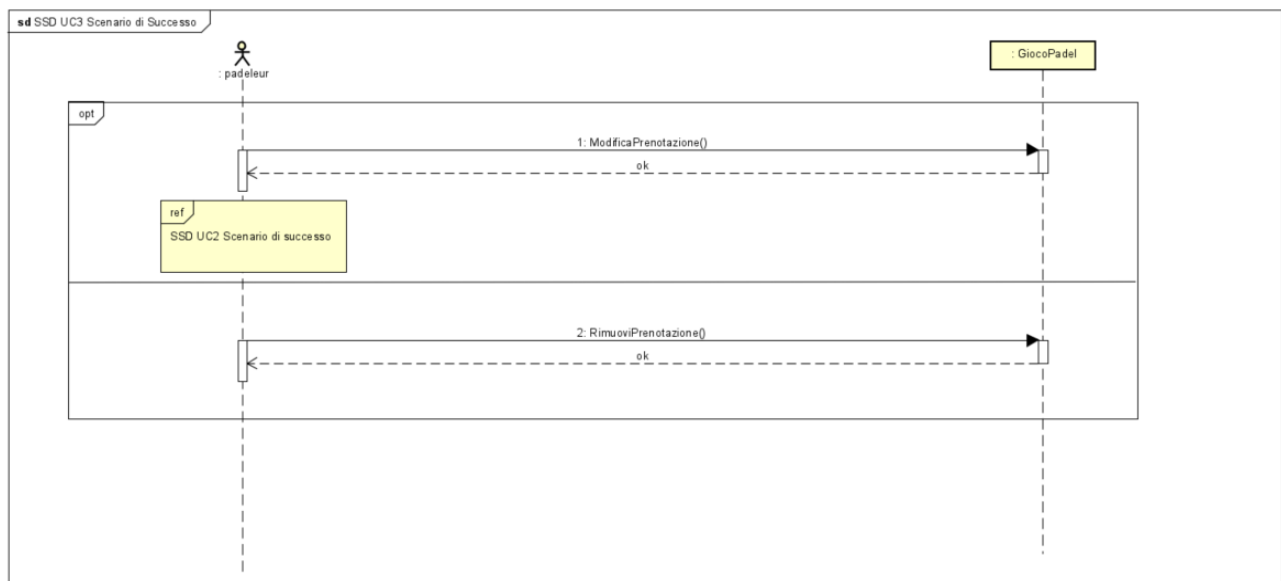 sd SSD UC3 Scenario di Successo
: padeleur
: GiocoPadel
opt
1: ModificaPrenotazione()
ok
ref
SSD UC2 Scenario di successo
2: RimuoviPrenotazione()
ok